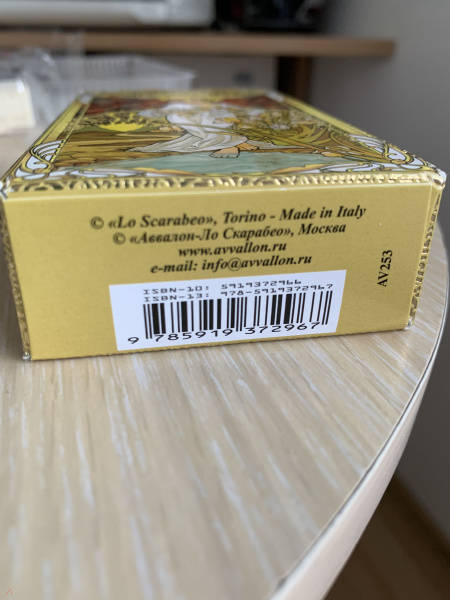 © «Lo Scarabeo», Torino - Made in Italy
© «Аввалон-Ло Скарабео», Москва
www.avvallon.ru
e-mail: info@avvallon.ru
AV253
ISBN-10: 5919372966
ISBN-13: 978-5919372967
9 785919 372967